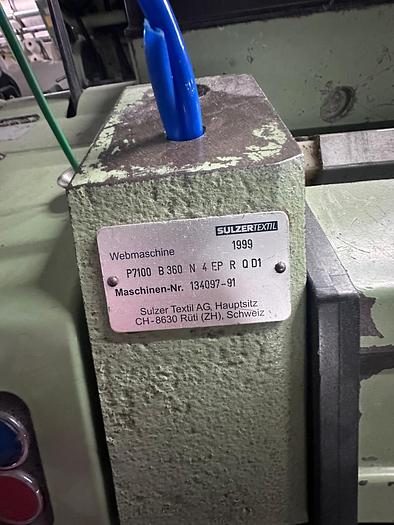 SULZERTEXTIL
Webmaschine 1999
P7100 B 360 N 4 EP R Q D1
Maschinen-Nr. 134097-91
Sulzer Textil AG, Hauptsitz
CH-8630 Rüti (ZH), Schweiz